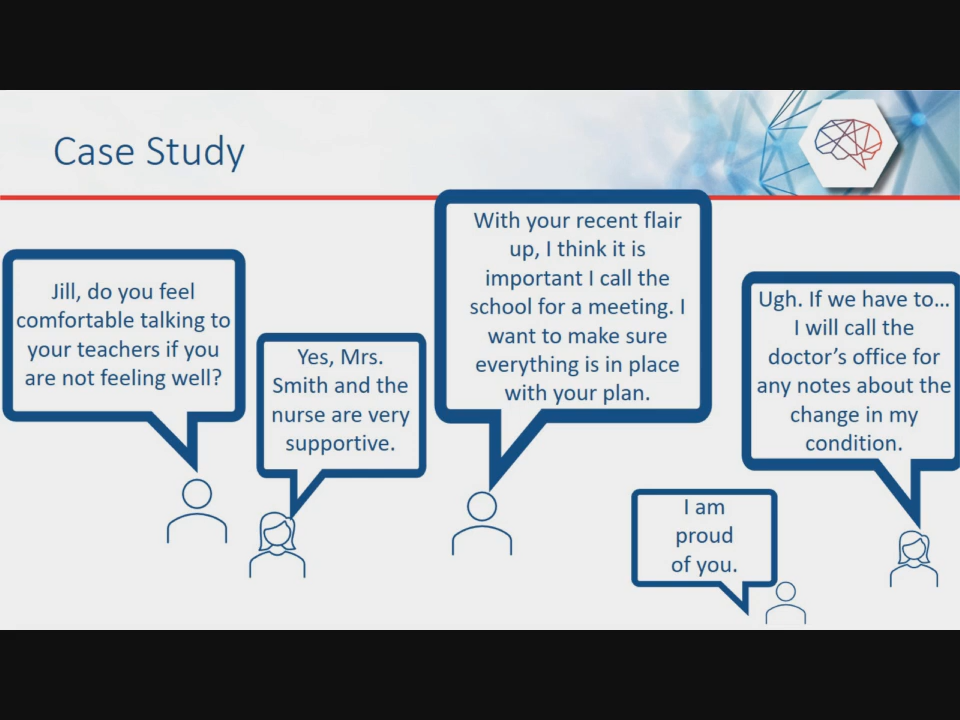 Case Study
Jill, do you feel
comfortable talking to
your teachers if you
are not feeling well?
Yes, Mrs.
Smith and the
nurse are very
supportive.
With your recent flair
up, I think it is
important I call the
school for a meeting. I
want to make sure
everything is in place
with your plan.
Ugh. If we have to…
I will call the
doctor’s office for
any notes about the
change in my
condition.
I am
proud
of you.